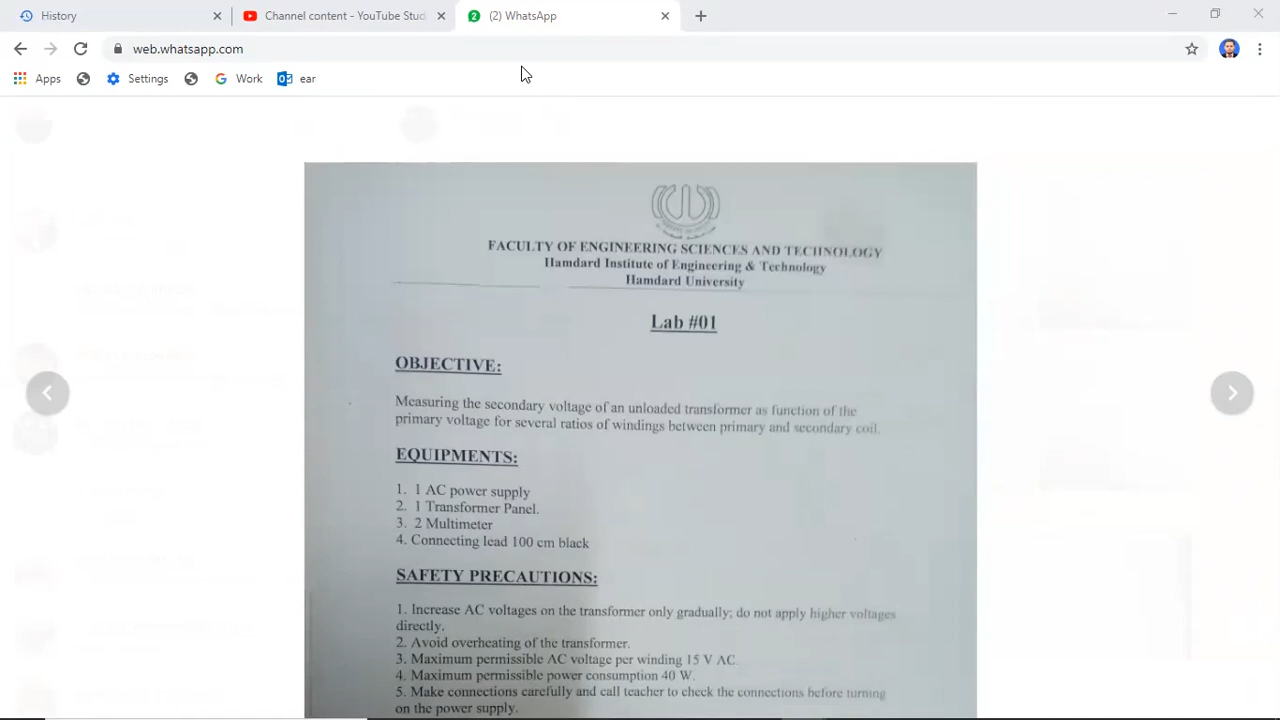 History
Channel content - YouTube Stud
2
(2) WhatsApp
web.whatsapp.com
Apps
Settings
Work
ear
FACULTY OF ENGINEERING SCIENCES AND TECHNOLOGY
Hamdard Institute of Engineering & Technology
Hamdard University
Lab #01
OBJECTIVE:
Measuring the secondary voltage of an unloaded transformer as function of the
primary voltage for several ratios of windings between primary and secondary coil.
EQUIPMENTS:
1. 1 AC power supply
2. 1 Transformer Panel.
3. 2 Multimeter
4. Connecting lead 100 cm black
SAFETY PRECAUTIONS:
1. Increase AC voltages on the transformer only gradually; do not apply higher voltages
directly.
2. Avoid overheating of the transformer.
3. Maximum permissible AC voltage per winding 15 V AC.
4. Maximum permissible power consumption 40 W.
5. Make connections carefully and call teacher to check the connections before turning
on the power supply.